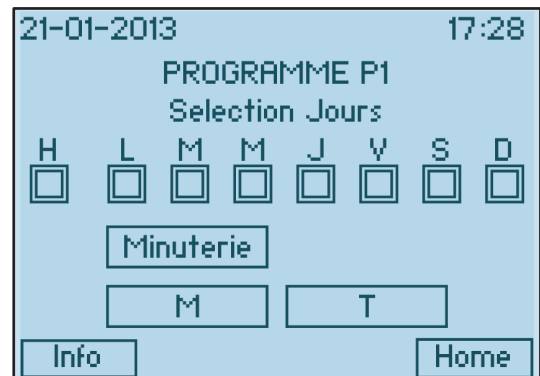 21-01-2013 17:28
PROGRAMME P1
Selection Jours
H L M M J V S D
Minuterie
M T
Info Home